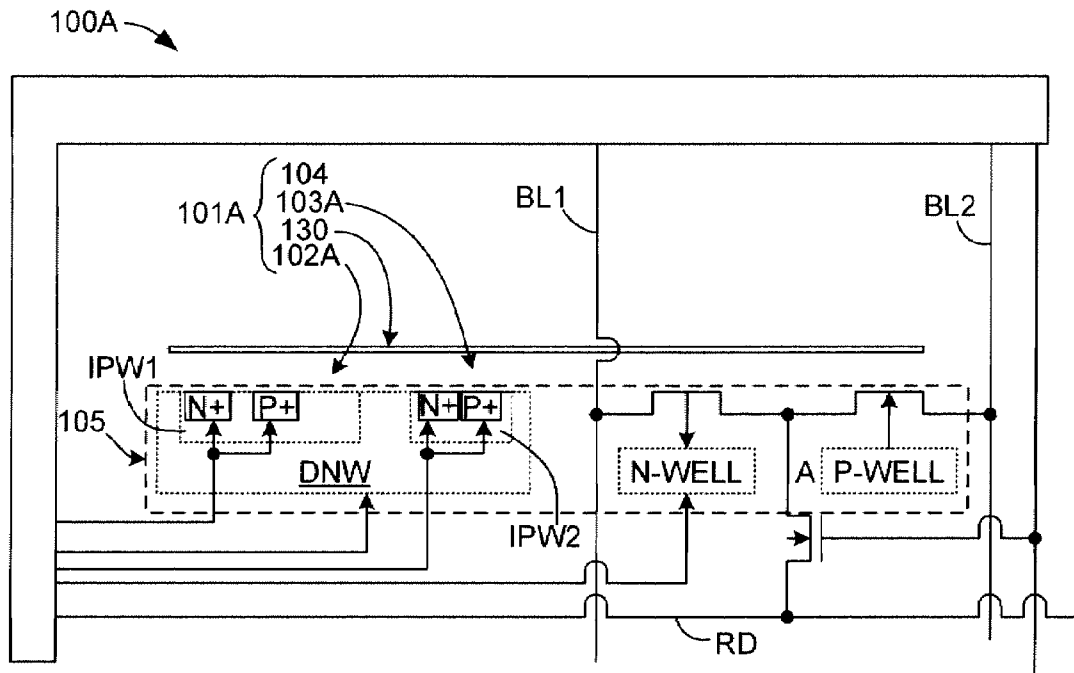 100A
104
101A
103A
130
102A
BL1
BL2
IPW1
N+
P+
N+
P+
105
DNW
N-WELL
A
P-WELL
IPW2
RD